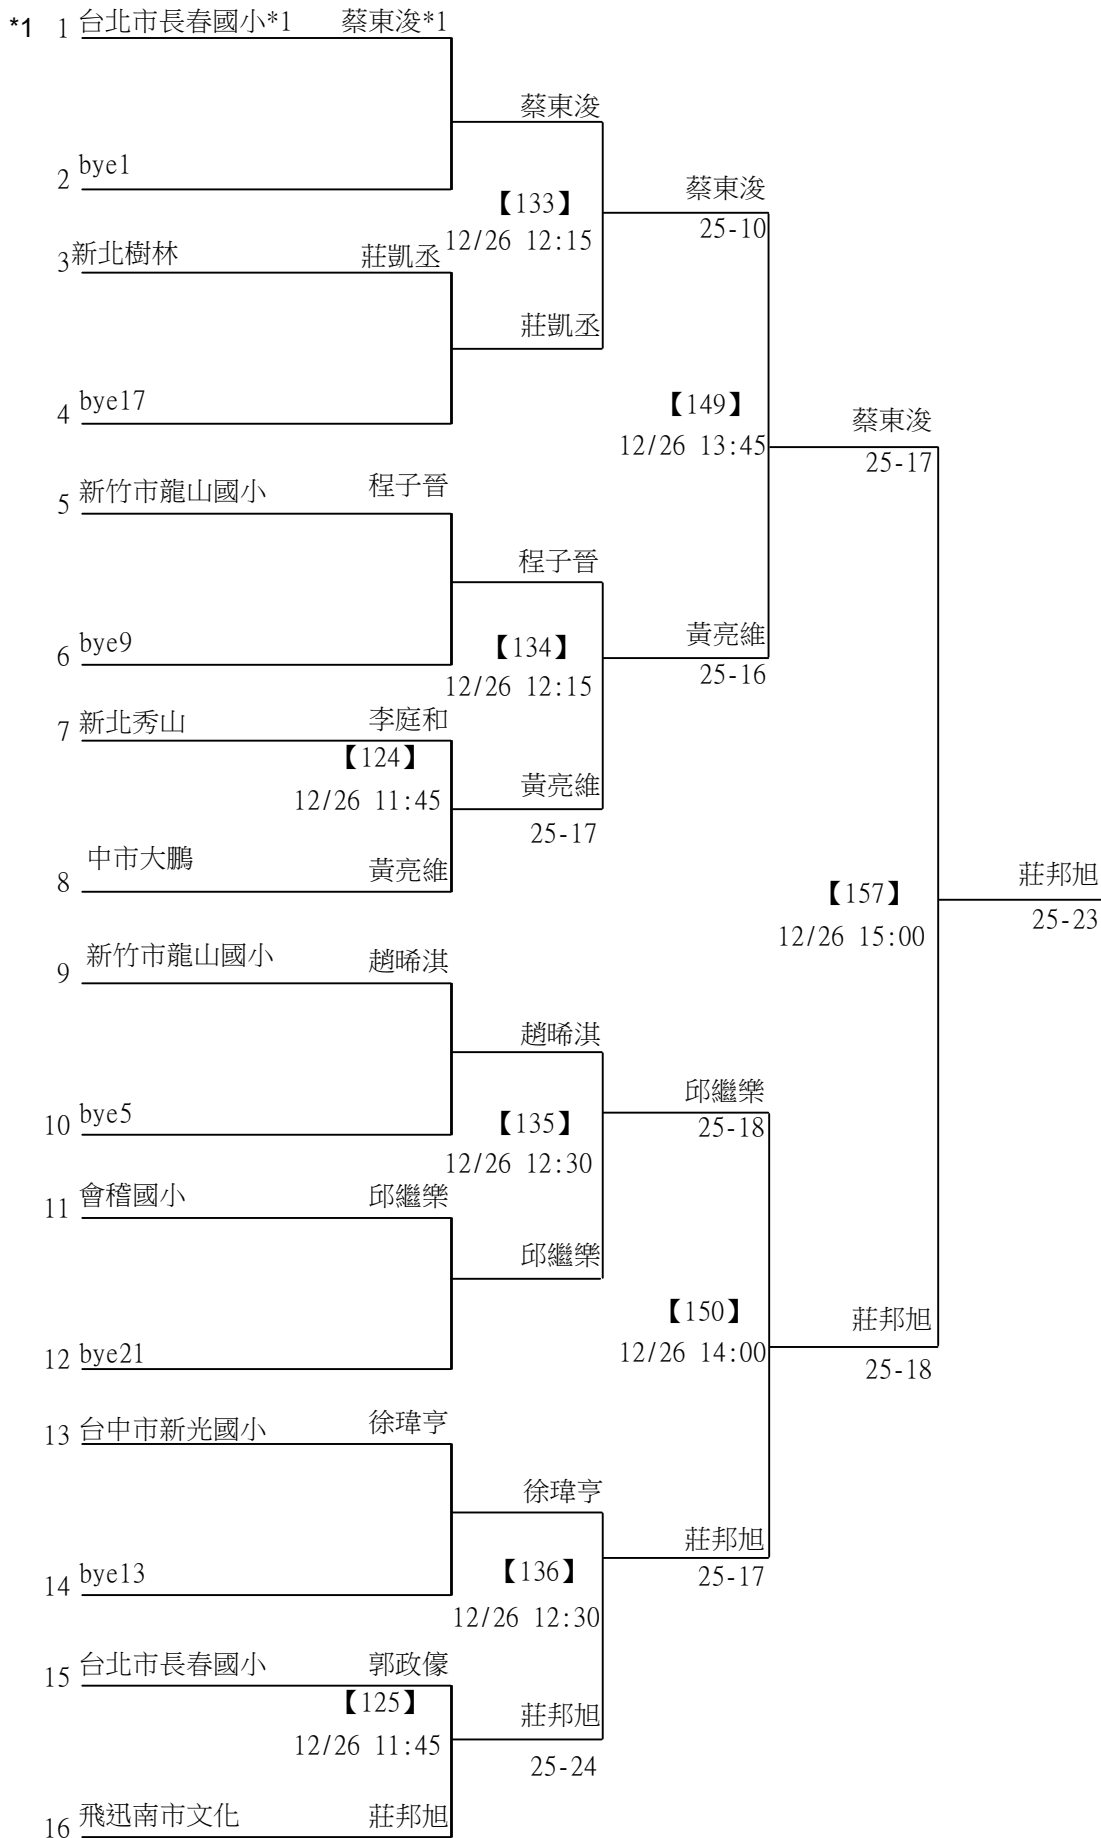 *1 1 台北市長春國小*1 蔡東浚*1
蔡東浚
2 bye1
蔡東浚
【133】
25-10
12/26 12:15
3 新北樹林 莊凱丞
莊凱丞
4 bye17
【149】
蔡東浚
12/26 13:45
25-17
5 新竹市龍山國小 程子晉
程子晉
6 bye9
【134】
黃亮維
25-16
12/26 12:15
7 新北秀山 李庭和
【124】
12/26 11:45
黃亮維
25-17
8 中市大鵬 黃亮維
【157】
莊邦旭
25-23
12/26 15:00
9 新竹市龍山國小 趙晞淇
趙晞淇
邱繼樂
10 bye5
【135】
25-18
12/26 12:30
11 會稽國小 邱繼樂
邱繼樂
【150】
莊邦旭
12/26 14:00
25-18
12 bye21
13 台中市新光國小 徐瑋亨
徐瑋亨
莊邦旭
14 bye13
【136】
25-17
12/26 12:30
15 台北市長春國小 郭政儫
【125】
莊邦旭
12/26 11:45
25-24
16 飛迅南市文化 莊邦旭